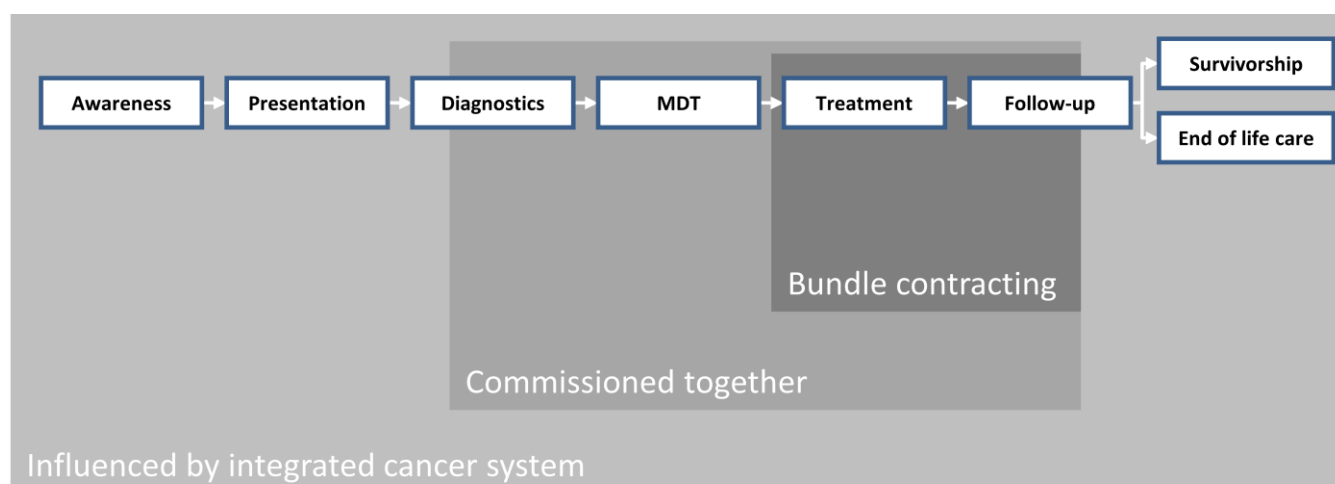 Awareness
Presentation
Diagnostics
MDT
Treatment
Follow-up
Survivorship
End of life care
Bundle contracting
Commissioned together
Influenced by integrated cancer system